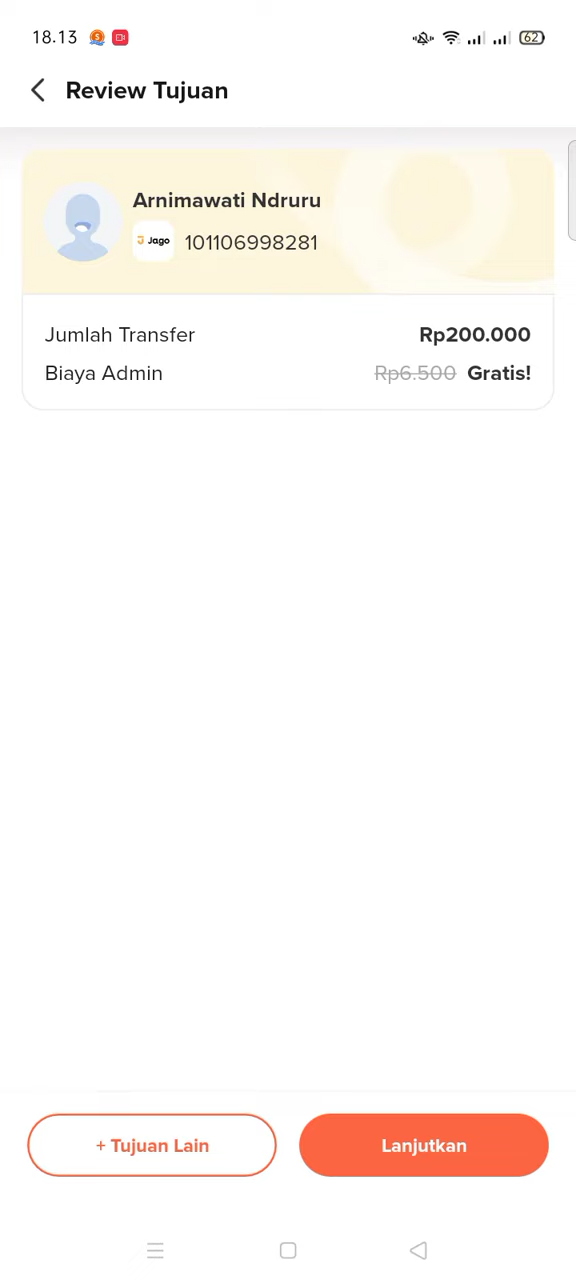 18.13
62
Review Tujuan
Arnimawati Ndruru
Jago 101106998281
Jumlah Transfer Rp200.000
Biaya Admin Rp6.500 Gratis!
+ Tujuan Lain Lanjutkan